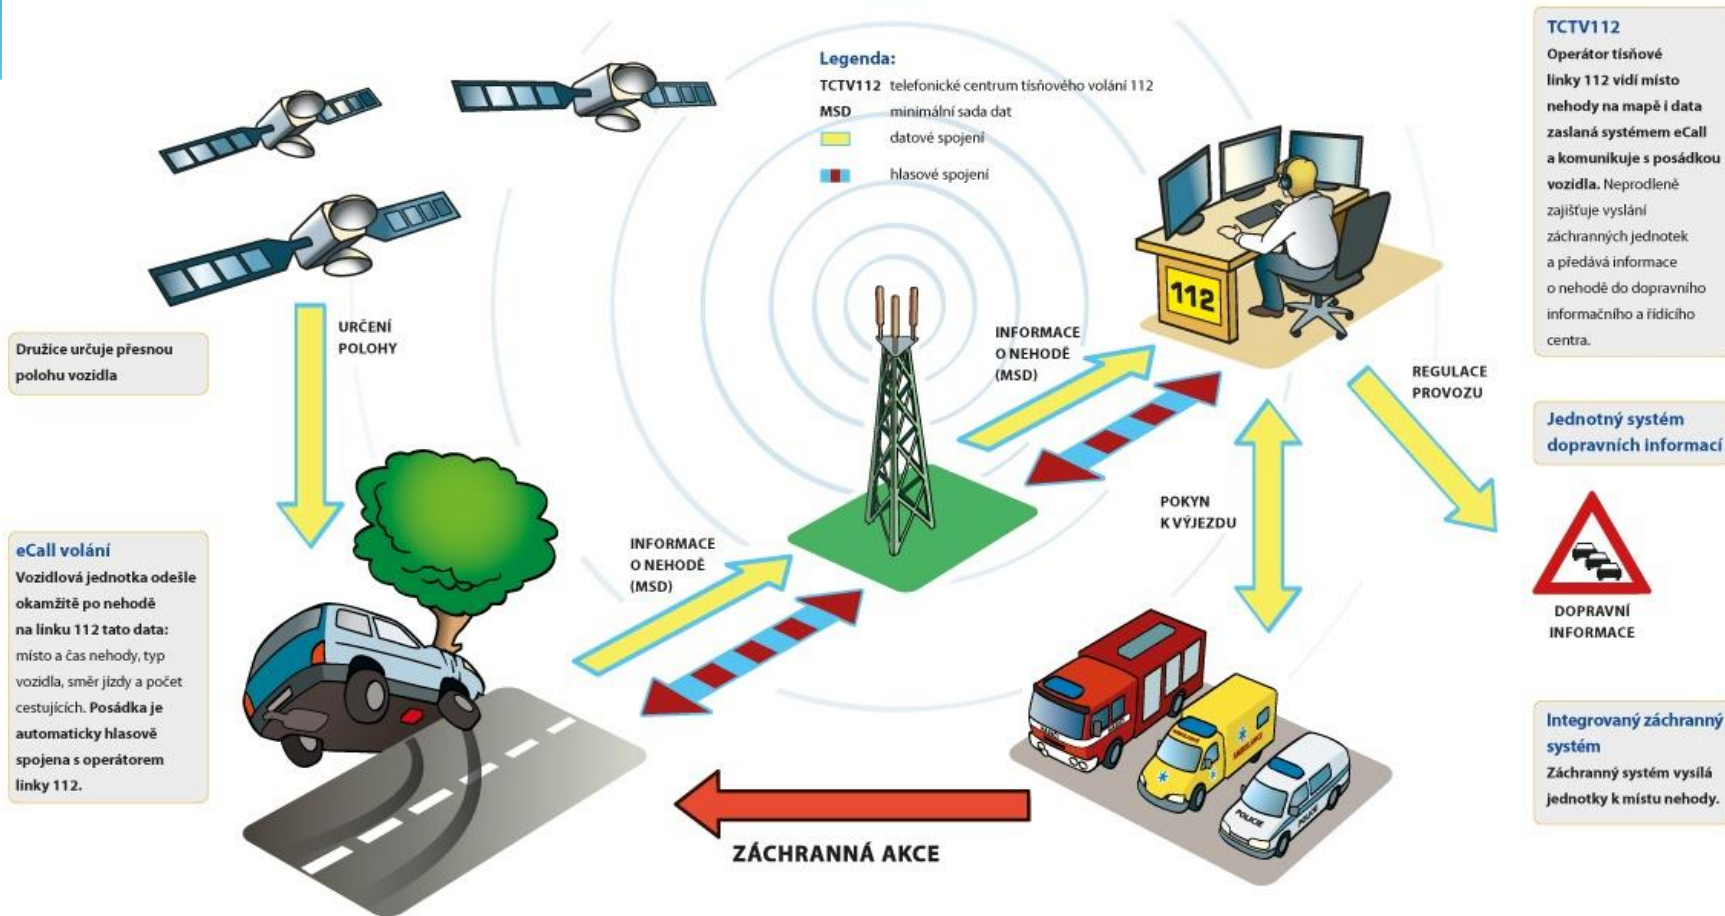 Legenda:
TCTV112 telefonické centrum tísňového volání 112
MSD minimální sada dat
datové spojení
hlasové spojení
TCTV112
Operátor tísňové
linky 112 vidí místo
nehody na mapě i data
zaslaná systémem eCall
a komunikuje s posádkou
vozidla. Neprodleně
zajišťuje vyslání
záchranných jednotek
a předává informace
o nehodě do dopravního
informačního a řídícího
centra.
112
Družice určuje přesnou
polohu vozidla
URČENÍ
POLOHY
INFORMACE
O NEHODĚ
(MSD)
REGULACE
PROVOZU
Jednotný systém
dopravních informací
POKYN
K VÝJEZDU
INFORMACE
O NEHODĚ
(MSD)
eCall volání
Vozidlová jednotka odešle
okamžitě po nehodě
na linku 112 tato data:
místo a čas nehody, typ
vozidla, směr jízdy a počet
cestujících. Posádka je
automaticky hlasově
spojena s operátorem
linky 112.
DOPRAVNÍ
INFORMACE
Integrovaný záchranný
systém
Záchranný systém vysílá
jednotky k místu nehody.
AMBULANCE
POLICIE
POLICIE
ZÁCHRANNÁ AKCE